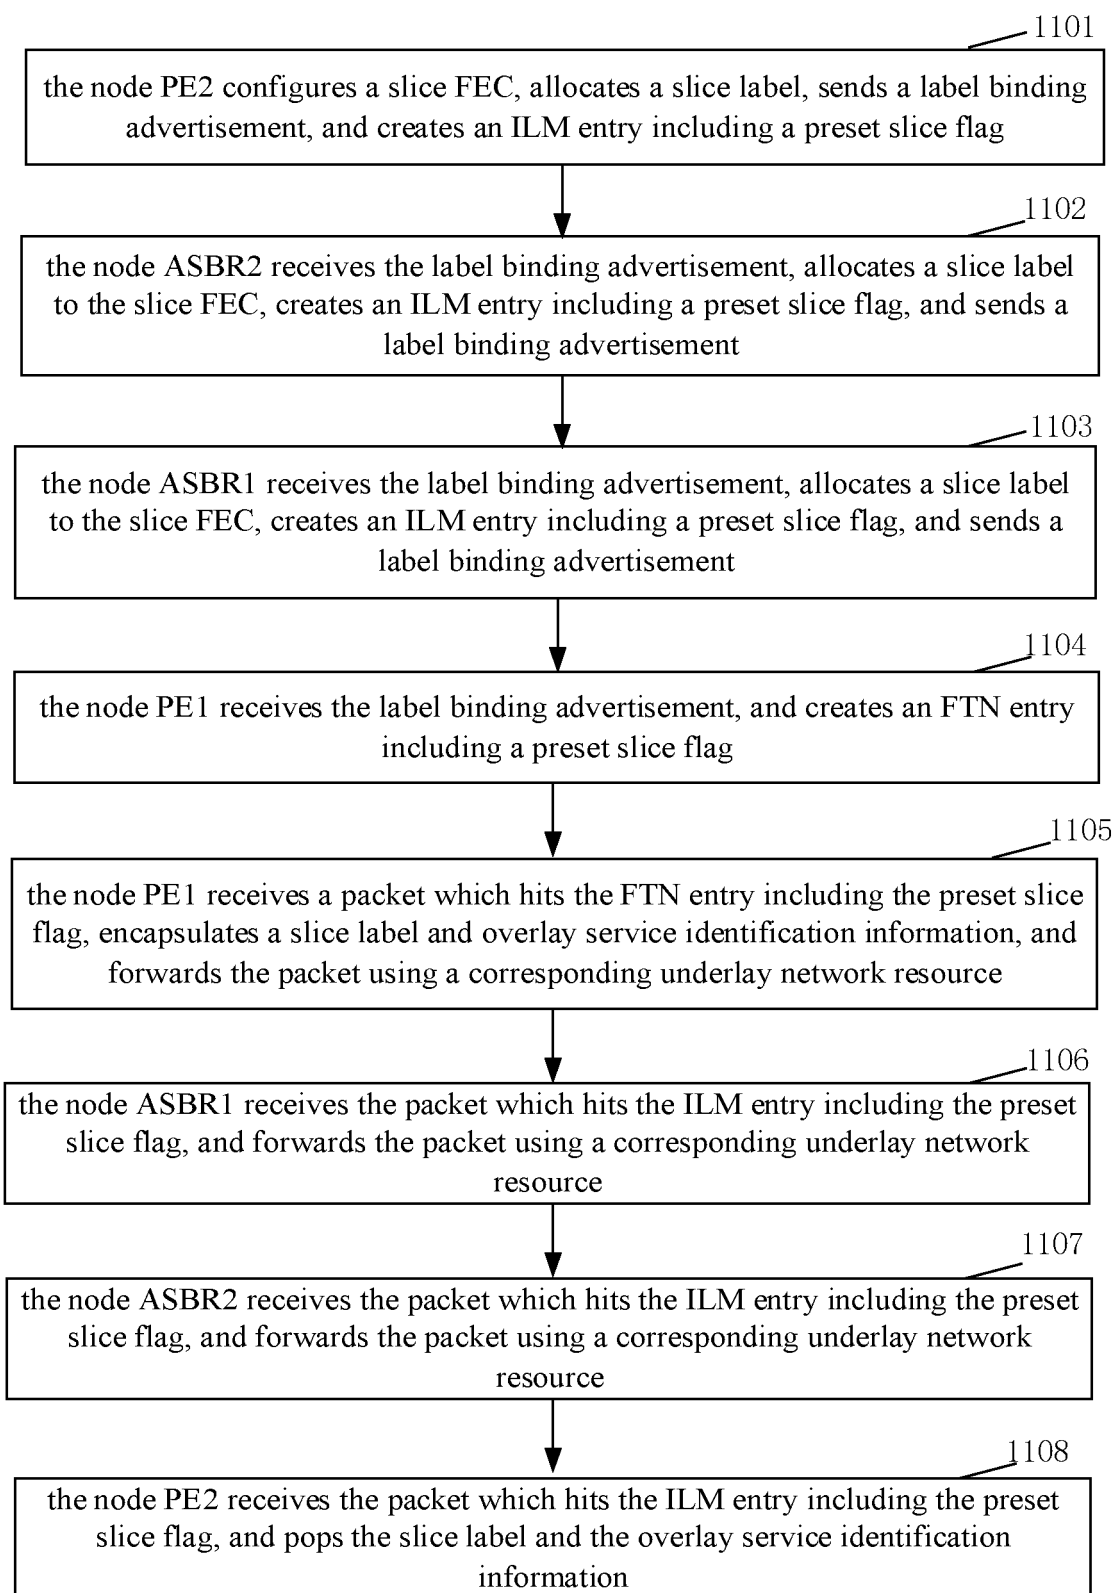 1101
the node PE2 configures a slice FEC, allocates a slice label, sends a label binding
advertisement, and creates an ILM entry including a preset slice flag
1102
the node ASBR2 receives the label binding advertisement, allocates a slice label
to the slice FEC, creates an ILM entry including a preset slice flag, and sends a
label binding advertisement
1103
the node ASBR1 receives the label binding advertisement, allocates a slice label
to the slice FEC, creates an ILM entry including a preset slice flag, and sends a
label binding advertisement
1104
the node PE1 receives the label binding advertisement, and creates an FTN entry
including a preset slice flag
1105
the node PE1 receives a packet which hits the FTN entry including the preset slice
flag, encapsulates a slice label and overlay service identification information, and
forwards the packet using a corresponding underlay network resource
1106
the node ASBR1 receives the packet which hits the ILM entry including the preset
slice flag, and forwards the packet using a corresponding underlay network
resource
1107
the node ASBR2 receives the packet which hits the ILM entry including the preset
slice flag, and forwards the packet using a corresponding underlay network
resource
1108
the node PE2 receives the packet which hits the ILM entry including the preset
slice flag, and pops the slice label and the overlay service identification
information